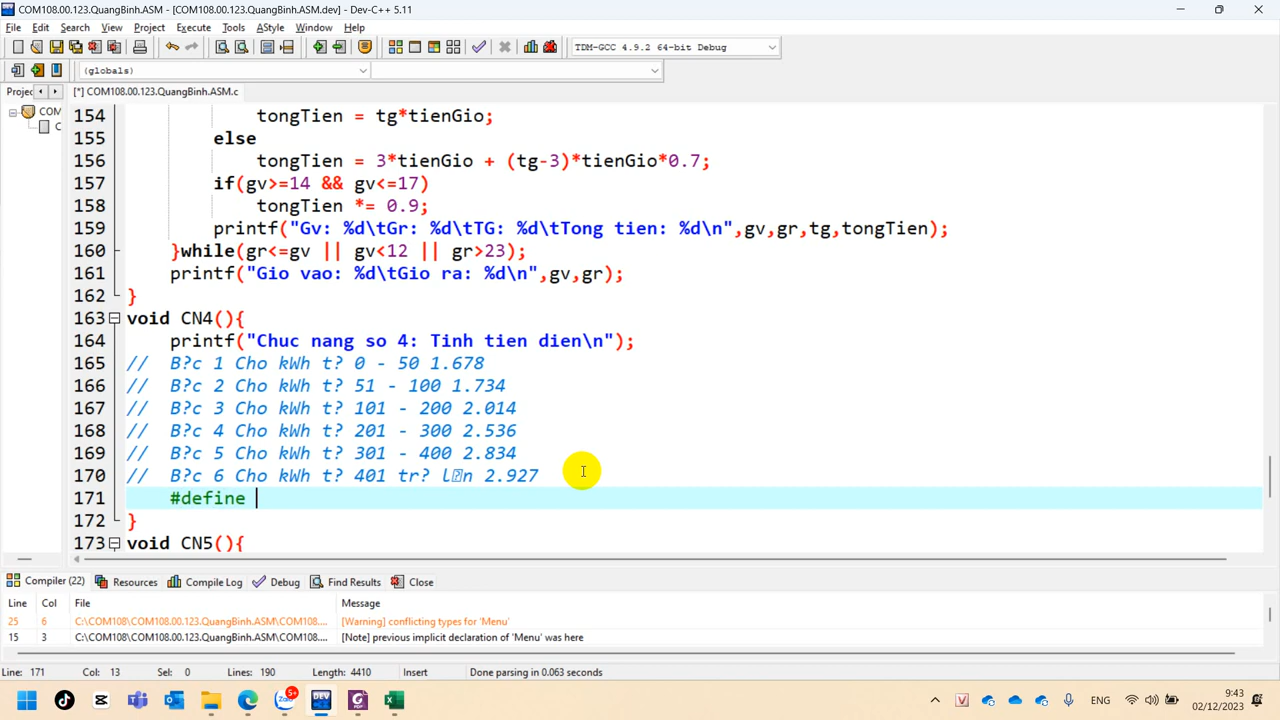 COM108.00.123.QuangBinh.ASM - [COM108.00.123.QuangBinh.ASM.dev] - Dev-C++ 5.11
File Edit Search View Project Execute Tools AStyle Window Help
TDM-GCC 4.9.2 64-bit Debug
(globals)
Projec [*] COM108.00.123.QuangBinh.ASM.c
COM
C
154 tongTien = tg*tienGio;
155 else
156 tongTien = 3*tienGio + (tg-3)*tienGio*0.7;
157 if(gv>=14 && gv<=17)
158 tongTien *= 0.9;
159 printf("Gv: %d\tGr: %d\tTG: %d\tTong tien: %d\n",gv,gr,tg,tongTien);
160 }while(gr<=gv || gv<12 || gr>23);
161 printf("Gio vao: %d\tGio ra: %d\n",gv,gr);
162 }
163 void CN4(){
164 printf("Chuc nang so 4: Tinh tien dien\n");
165 // B?c 1 Cho kWh t? 0 - 50 1.678
166 // B?c 2 Cho kWh t? 51 - 100 1.734
167 // B?c 3 Cho kWh t? 101 - 200 2.014
168 // B?c 4 Cho kWh t? 201 - 300 2.536
169 // B?c 5 Cho kWh t? 301 - 400 2.834
170 // B?c 6 Cho kWh t? 401 tr? l�n 2.927
171 #define
172 }
173 void CN5(){
Compiler (22) Resources Compile Log Debug Find Results Close
Line Col File Message
25 6 C:\COM108\COM108.00.123.QuangBinh.ASM\COM108.... [Warning] conflicting types for 'Menu'
15 3 C:\COM108\COM108.00.123.QuangBinh.ASM\COM108.... [Note] previous implicit declaration of 'Menu' was here
Line: 171 Col: 13 Sel: 0 Lines: 190 Length: 4410 Insert Done parsing in 0.063 seconds
5+ DEV PDF V ENG 9:43
02/12/2023